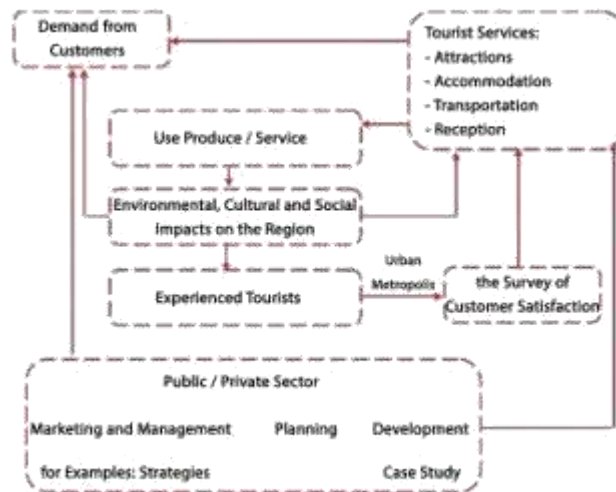 Demand from
Customers
Tourist Services:
- Attractions
- Accommodation
- Transportation
- Reception
Use Produce / Service
Environmental, Cultural and Social
Impacts on the Region
Experienced Tourists
Urban
Metropolis
the Survey of
Customer Satisfaction
Public / Private Sector
Marketing and Management Planning Development
for Examples: Strategies Case Study